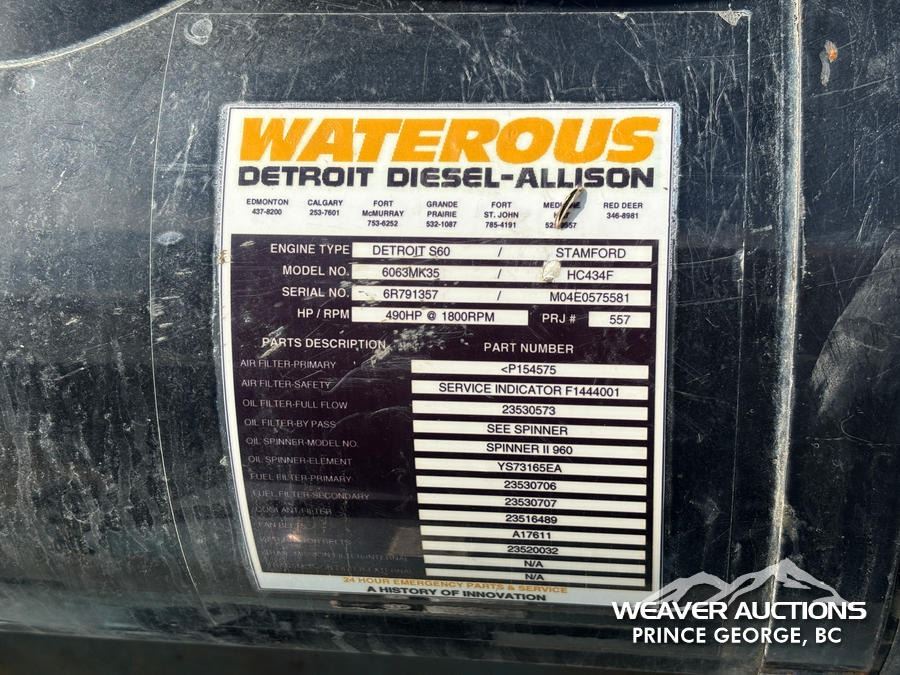 WATEROUS
DETROIT DIESEL-ALLISON
EDMONTON CALGARY FORT GRANDE FORT RED DEER
437-8200 253-7601 McMURRAY PRAIRIE ST. JOHN 346-8981
753-6252 532-1087 785-4191
ENGINE TYPE DETROIT S60 / STAMFORD
MODEL NO. 6063MK35 / HC434F
SERIAL NO. 6R791357 / M04E0575581
HP / RPM 490HP @ 1800RPM PRJ # 557
PARTS DESCRIPTION PART NUMBER
AIR FILTER-PRIMARY <P154575
AIR FILTER-SAFETY SERVICE INDICATOR F1444001
OIL FILTER-FULL FLOW 23530573
OIL FILTER-BY PASS SEE SPINNER
OIL SPINNER-MODEL NO. SPINNER II 960
OIL SPINNER-ELEMENT YS73165EA
FUEL FILTER-PRIMARY 23530706
FUEL FILTER-SECONDARY 23530707
COOLANT FILTER 23516489
FAN BELTS A17611
BELTS 23520032
N/A
N/A
24 HOUR EMERGENCY PARTS & SERVICE
A HISTORY OF INNOVATION
WEAVER AUCTIONS
PRINCE GEORGE, BC